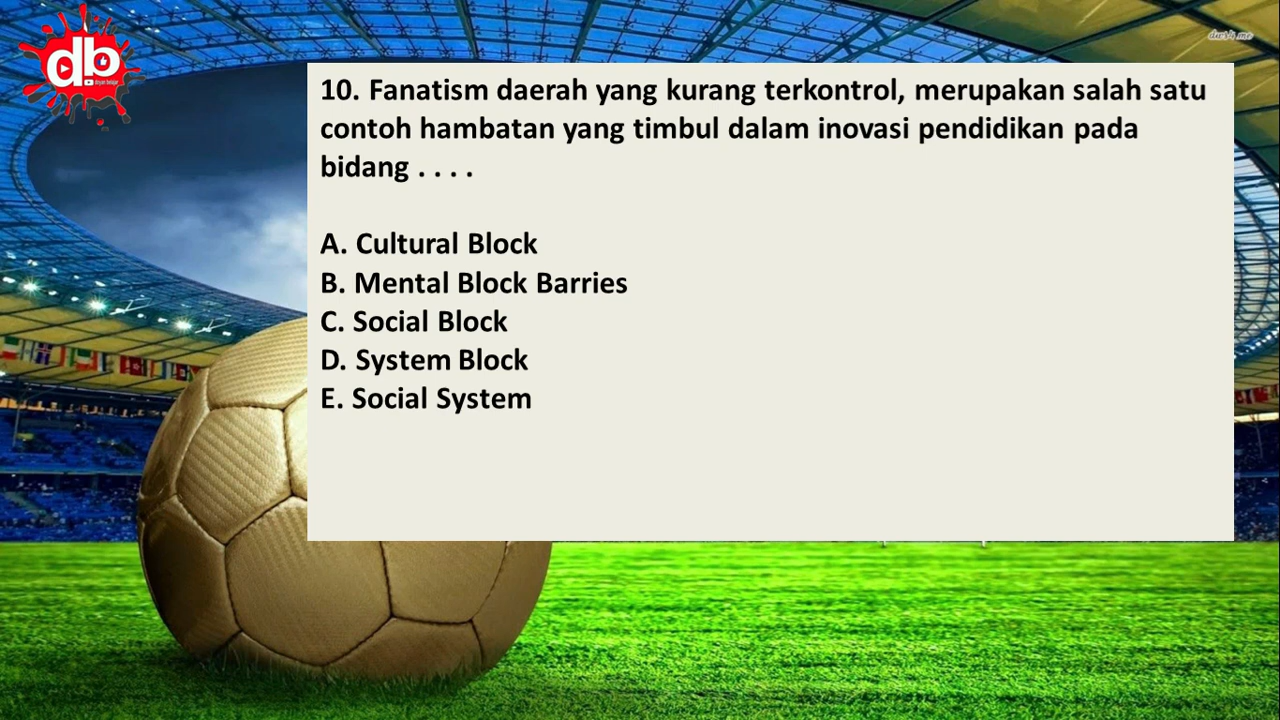 db
10. Fanatism daerah yang kurang terkontrol, merupakan salah satu
contoh hambatan yang timbul dalam inovasi pendidikan pada
bidang . . . .
A. Cultural Block
B. Mental Block Barries
C. Social Block
D. System Block
E. Social System